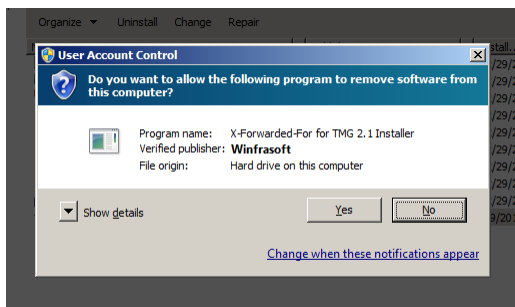 Organize Uninstall Change Repair
stall
User Account Control
Do you want to allow the following program to remove software from
this computer?
Program name: X-Forwarded-For for TMG 2.1 Installer
Verified publisher: Winfrasoft
File origin: Hard drive on this computer
Show details
Yes
No
Change when these notifications appear